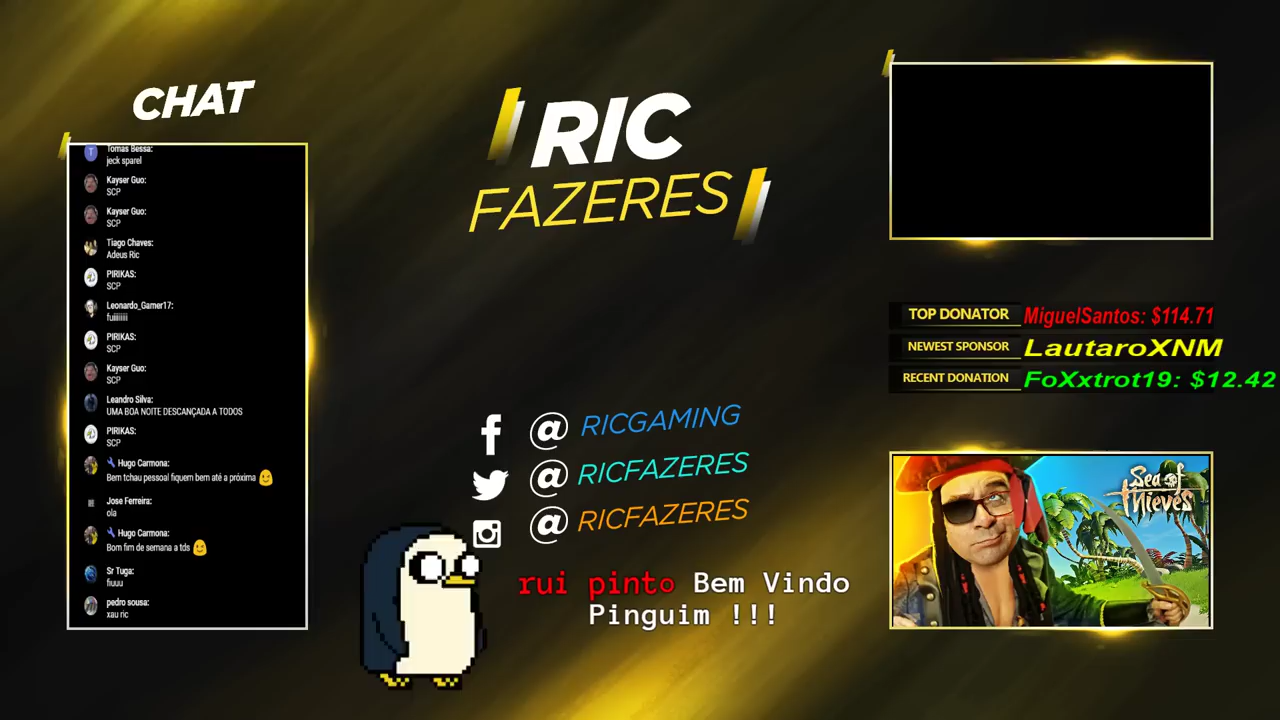 CHAT
Tomas Bessa:
jeck sparel
Kayser Guo:
SCP
Kayser Guo:
SCP
Tiago Chaves:
Adeus Ric
PIRIKAS:
SCP
Leonardo_Gamer17:
fuiiiiiiii
PIRIKAS:
SCP
Kayser Guo:
SCP
Leandro Silva:
UMA BOA NOITE DESCANÇADA A TODOS
PIRIKAS:
SCP
Hugo Carmona:
Bem tchau pessoal fiquem bem até a próxima
Jose Ferreira:
ola
Hugo Carmona:
Bom fim de semana a tds
Sr Tuga:
fiuuu
pedro sousa:
xau ric
RIC
FAZERES
@ RICGAMING
@ RICFAZERES
@ RICFAZERES
rui pinto Bem Vindo
Pinguim !!!
TOP DONATOR MiguelSantos: $114.71
NEWEST SPONSOR LautaroXNM
RECENT DONATION FoXxtrot19: $12.42
Sea of
Thieves